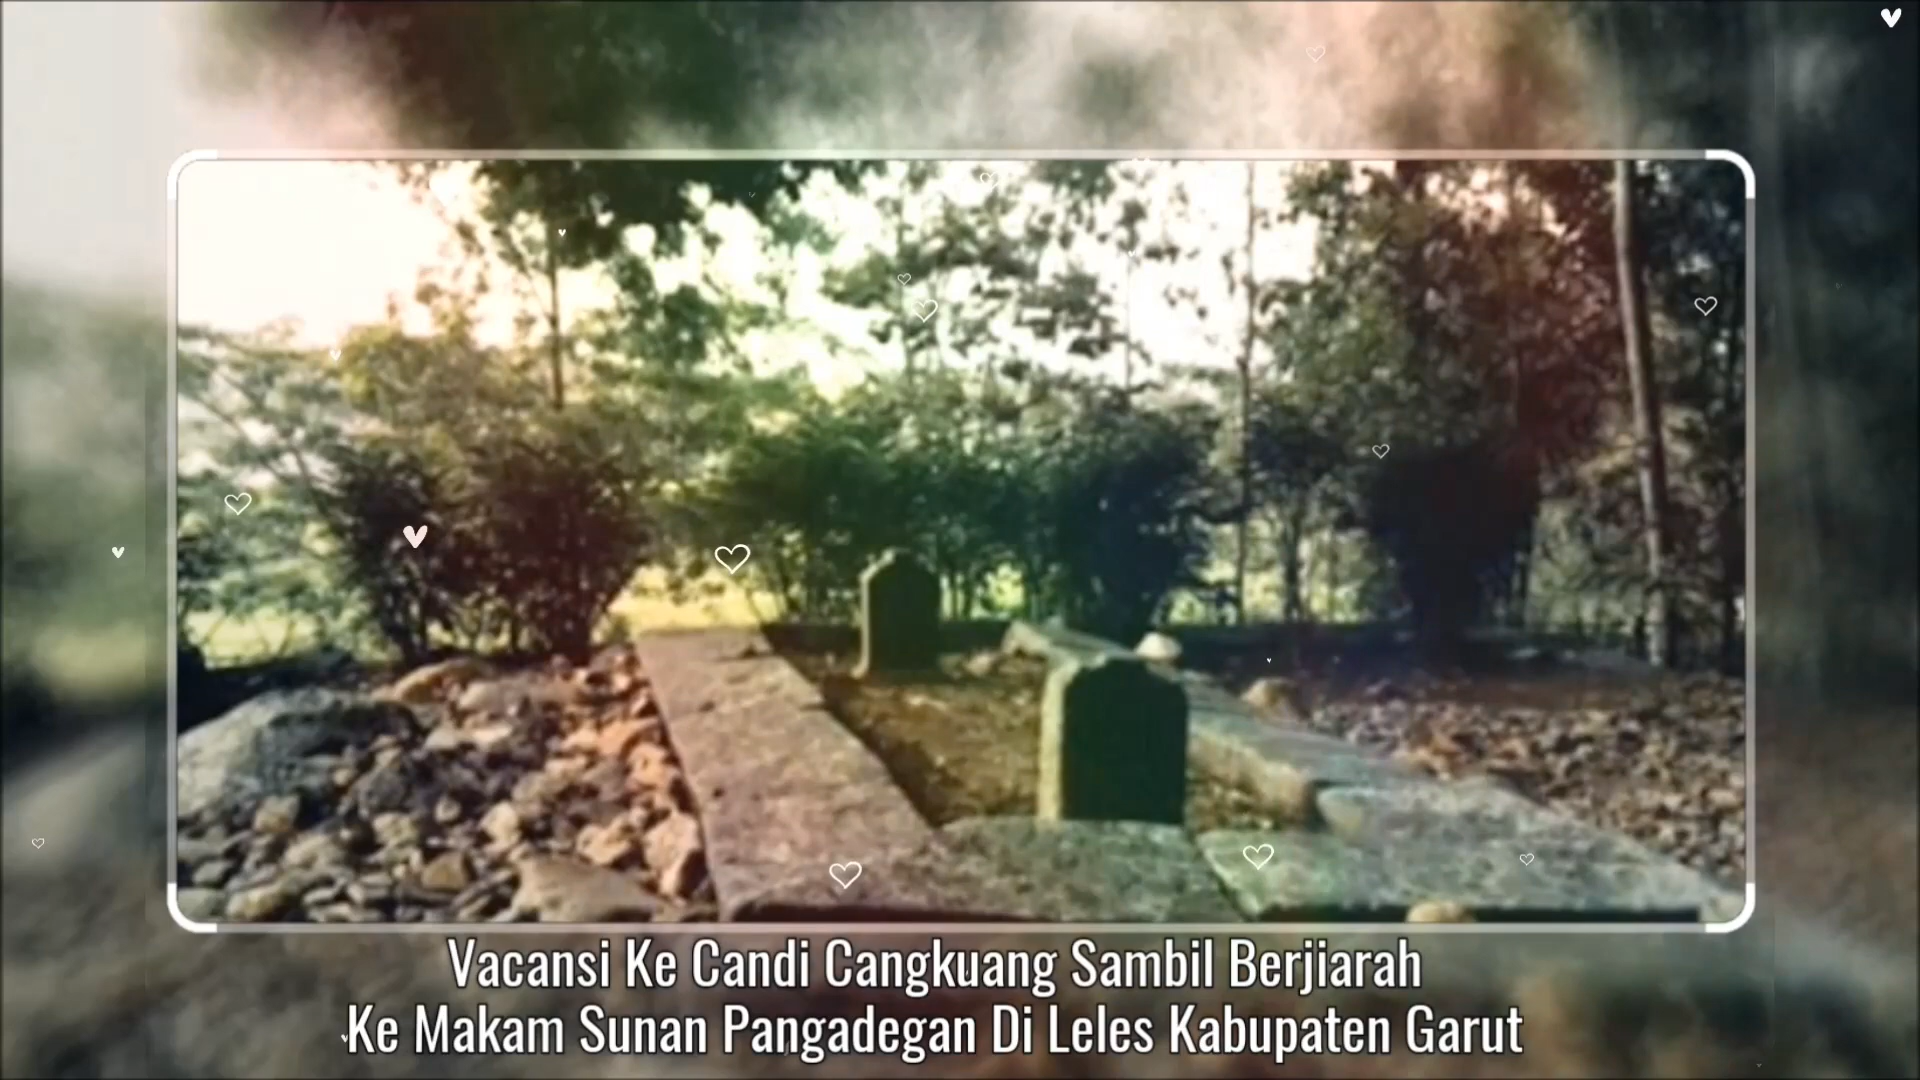 Vacansi Ke Candi Cangkuang Sambil Berjiarah
Ke Makam Sunan Pangadegan Di Leles Kabupaten Garut